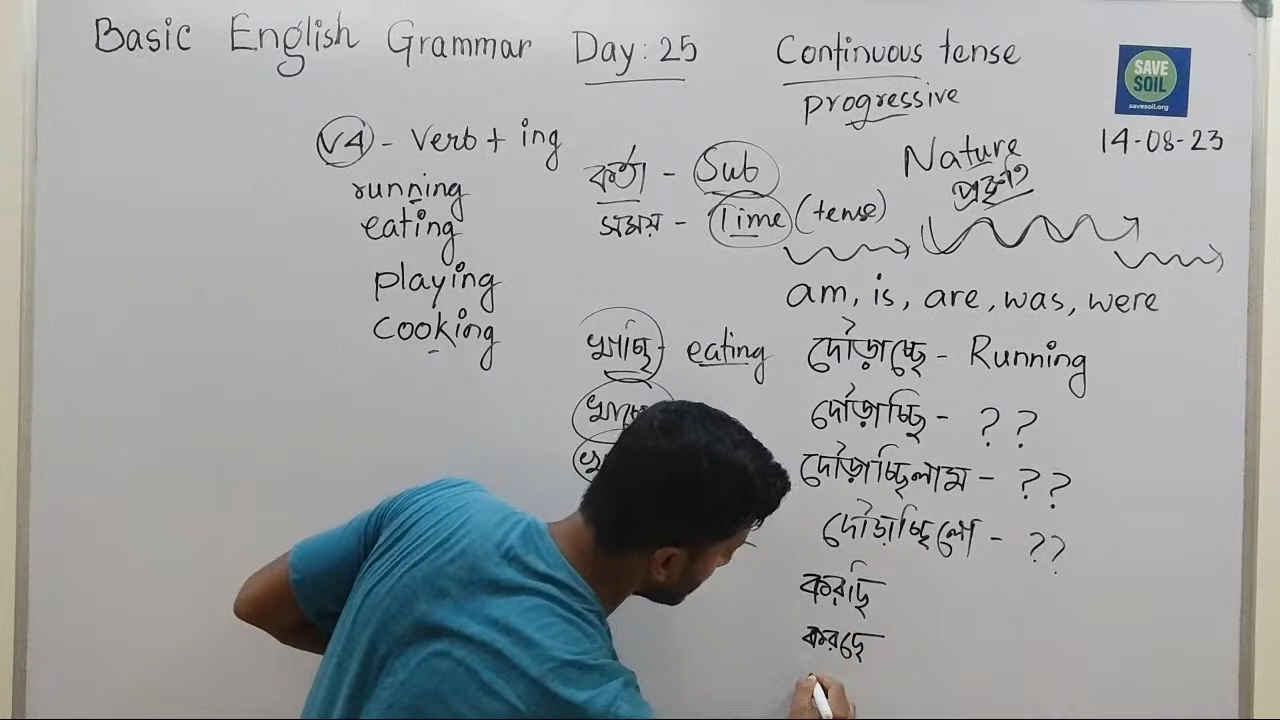 Basic English Grammar Day: 25
Continuous tense
progressive
SAVE
SOIL
savesoil.org
14-08-23
V4 - Verb + ing
running
eating
playing
cooking
কর্তা - Sub
সময় - Time (tense)
Nature
প্রকৃতি
am, is, are, was, were
খাচ্ছি - eating
দৌড়াচ্ছে - Running
দৌড়াচ্ছি - ??
দৌড়াচ্ছিলাম - ??
দৌড়াচ্ছিলে - ??
করছি
করছে